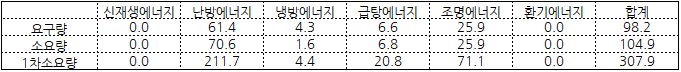 신재생에너지 난방에너지 냉방에너지 급탕에너지 조명에너지 환기에너지 합계
요구량 0.0 61.4 4.3 6.6 25.9 0.0 98.2
소요량 0.0 70.6 1.6 6.8 25.9 0.0 104.9
1차소요량 0.0 211.7 4.4 20.8 71.1 0.0 307.9